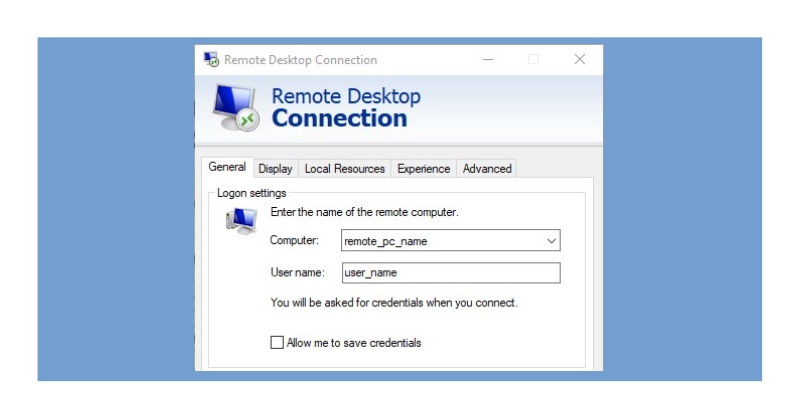 Remote Desktop Connection
Remote Desktop
Connection
General Display Local Resources Experience Advanced
Logon settings
Enter the name of the remote computer.
Computer: remote_pc_name
User name: user_name
You will be asked for credentials when you connect.
Allow me to save credentials